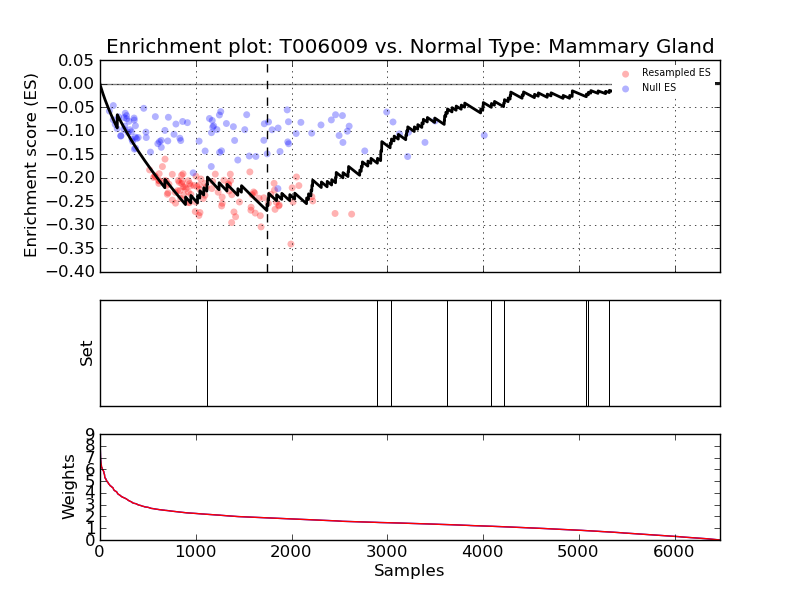 Enrichment plot: T006009 vs. Normal Type: Mammary Gland
0.05
0.00
−0.05
−0.10
−0.15
−0.20
−0.25
−0.30
−0.35
−0.40
Enrichment score (ES)
Resampled ES
Null ES
Set
9
8
7
6
5
4
3
2
1
0
Weights
0 1000 2000 3000 4000 5000 6000
Samples